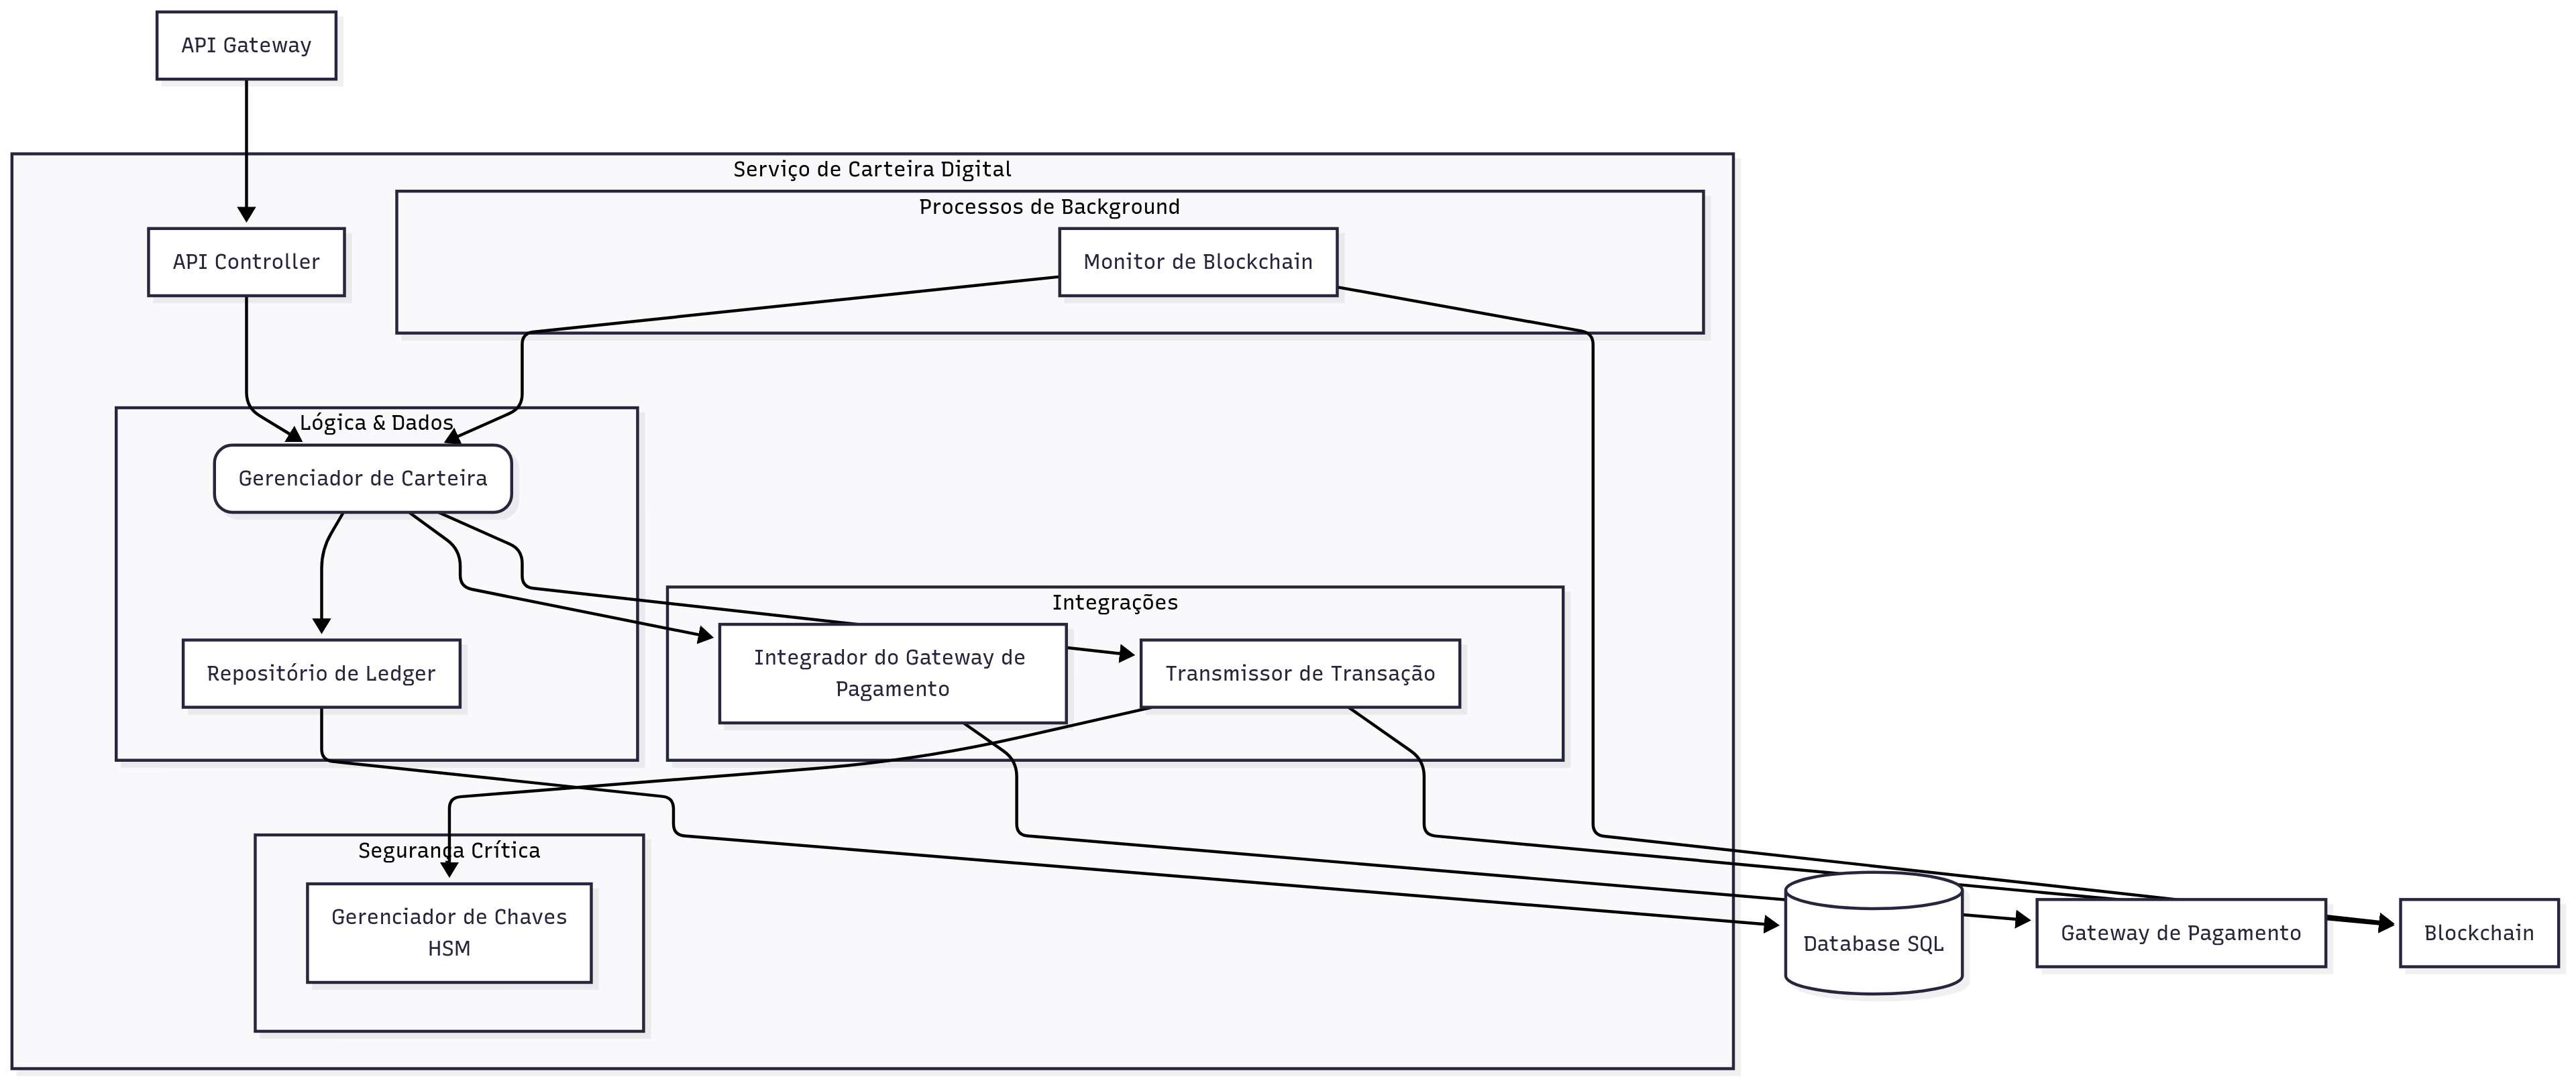 API Gateway
Serviço de Carteira Digital
Processos de Background
API Controller
Monitor de Blockchain
Lógica & Dados
Gerenciador de Carteira
Integrações
Integrador do Gateway de
Pagamento
Repositório de Ledger
Transmissor de Transação
Segurança Crítica
Gerenciador de Chaves
HSM
Database SQL
Gateway de Pagamento
Blockchain